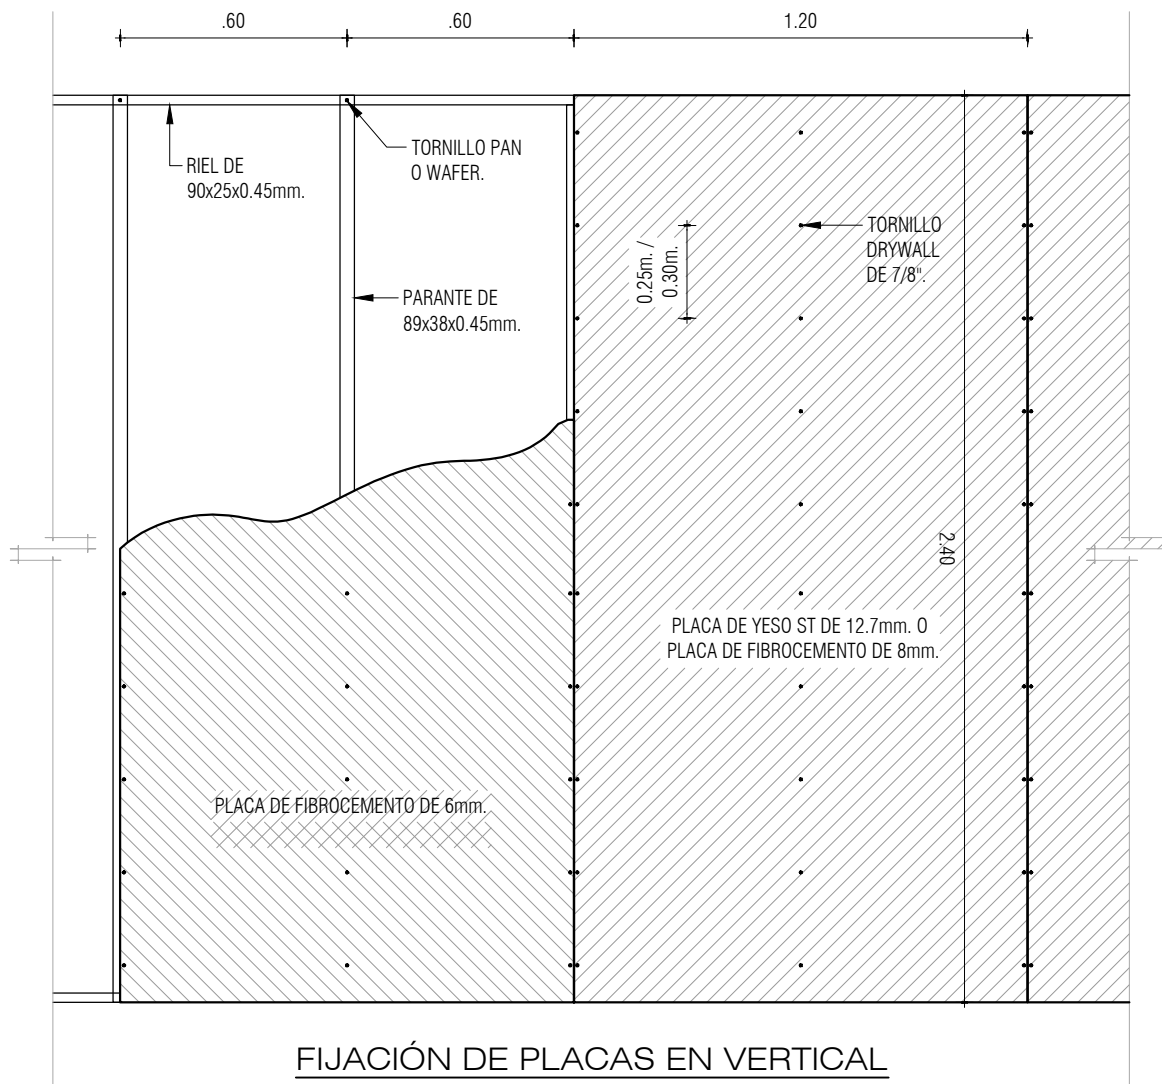 .60
.60
1.20
RIEL DE
90x25x0.45mm.
TORNILLO PAN
O WAFER.
PARANTE DE
89x38x0.45mm.
0.25m. /
0.30m.
TORNILLO
DRYWALL
DE 7/8".
2.40
PLACA DE YESO ST DE 12.7mm. O
PLACA DE FIBROCEMENTO DE 8mm.
PLACA DE FIBROCEMENTO DE 6mm.
FIJACIÓN DE PLACAS EN VERTICAL